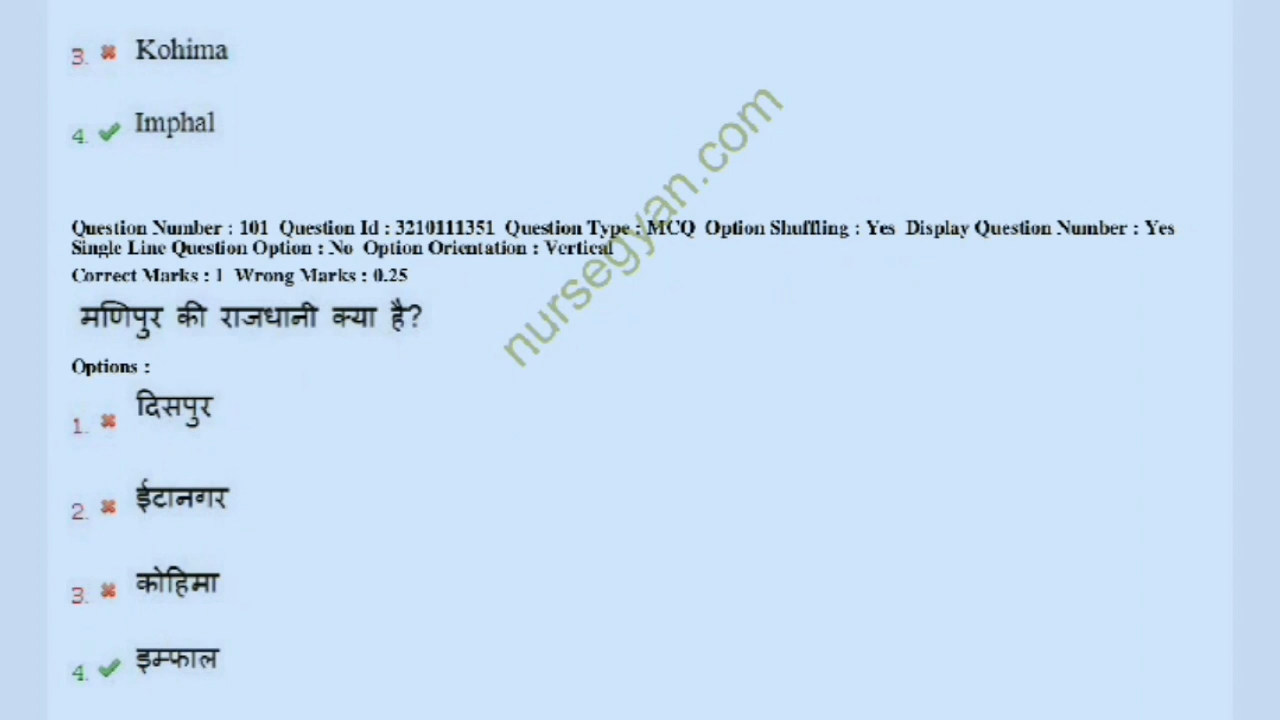 3. Kohima
4. Imphal
nursegyan.com
Question Number : 101 Question Id : 3210111351 Question Type : MCQ Option Shuffling : Yes Display Question Number : Yes
Single Line Question Option : No Option Orientation : Vertical
Correct Marks : 1 Wrong Marks : 0.25
मणिपुर की राजधानी क्या है?
Options :
1. दिसपुर
2. ईटानगर
3. कोहिमा
4. इम्फाल